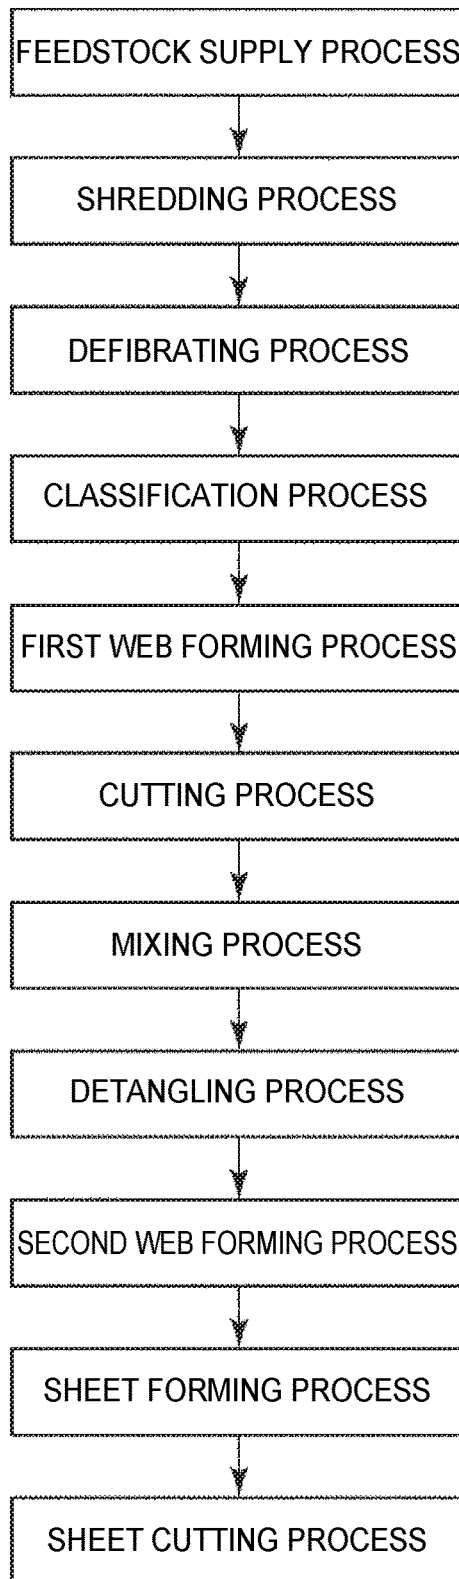 FEEDSTOCK SUPPLY PROCESS
SHREDDING PROCESS
DEFIBRATING PROCESS
CLASSIFICATION PROCESS
FIRST WEB FORMING PROCESS
CUTTING PROCESS
MIXING PROCESS
DETANGLING PROCESS
SECOND WEB FORMING PROCESS
SHEET FORMING PROCESS
SHEET CUTTING PROCESS